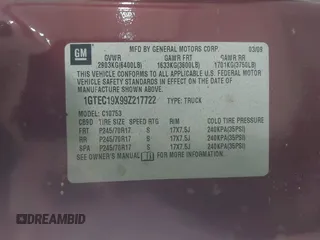 GM
MFD BY GENERAL MOTORS CORP. 03/09
GVWR GAWR FRT GAWR RR
2903KG(6400LB) 1633KG(3600LB) 1701KG(3750LB)
THIS VEHICLE CONFORMS TO ALL APPLICABLE U.S. FEDERAL MOTOR
VEHICLE SAFETY STANDARDS IN EFFECT ON THE DATE OF
MANUFACTURE SHOWN ABOVE.
1GTEC19X99Z217722 TYPE: TRUCK
MODEL: C10753
TIRE SIZE SPEED RTG RIM COLD TIRE PRESSURE
FRT P245/70R17 S 17X7.5J 240KPA(35PSI)
RR P245/70R17 S 17X7.5J 240KPA(35PSI)
SPA P245/70R17 S 17X7.5J 240KPA(35PSI)
SEE OWNER'S MANUAL FOR ADDITIONAL INFORMATION.
DREAMBID